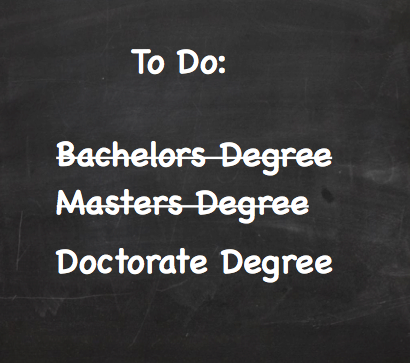 To Do:
Bachelors Degree
Masters Degree
Doctorate Degree